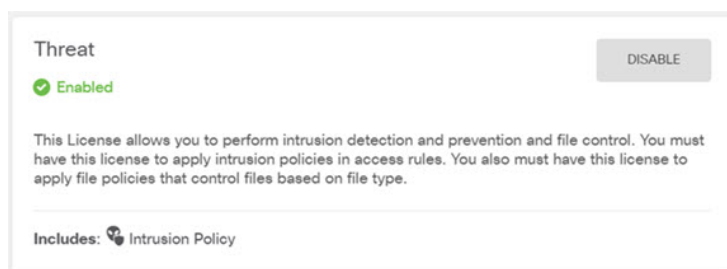 Threat
DISABLE
Enabled
This License allows you to perform intrusion detection and prevention and file control. You must
have this license to apply intrusion policies in access rules. You also must have this license to
apply file policies that control files based on file type.
Includes: Intrusion Policy